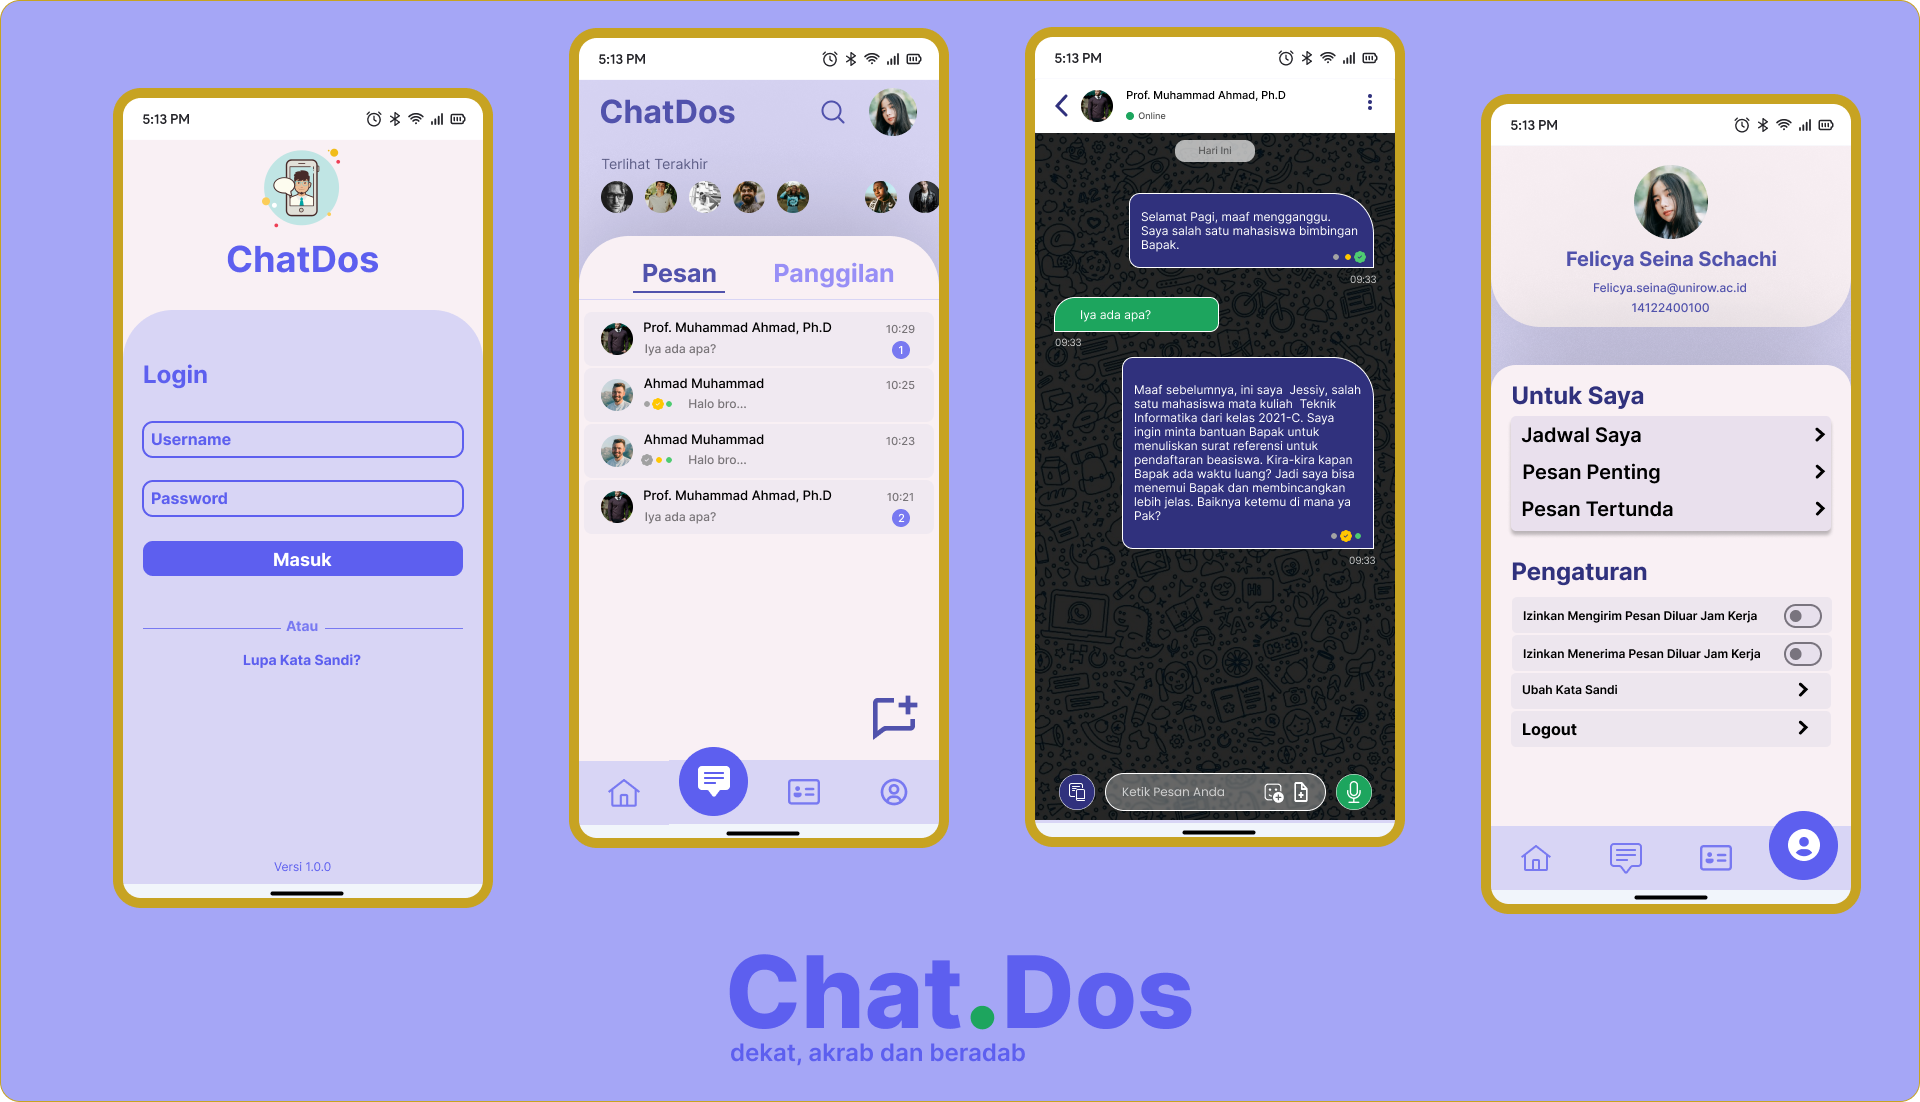 5:13 PM
ChatDos
Login
Username
Password
Masuk
Atau
Lupa Kata Sandi?
Versi 1.0.0
5:13 PM
ChatDos
Terlihat Terakhir
Pesan Panggilan
Prof. Muhammad Ahmad, Ph.D 10:29
Iya ada apa? 1
Ahmad Muhammad 10:25
Halo bro...
Ahmad Muhammad 10:23
Halo bro...
Prof. Muhammad Ahmad, Ph.D 10:21
Iya ada apa? 2
5:13 PM
Prof. Muhammad Ahmad, Ph.D
Online
Hari Ini
Selamat Pagi, maaf mengganggu.
Saya salah satu mahasiswa bimbingan
Bapak.
09:33
Iya ada apa?
09:33
Maaf sebelumnya, ini saya Jessiy, salah
satu mahasiswa mata kuliah Teknik
Informatika dari kelas 2021-C. Saya
ingin minta bantuan Bapak untuk
menuliskan surat referensi untuk
pendaftaran beasiswa. Kira-kira kapan
Bapak ada waktu luang? Jadi saya bisa
menemui Bapak dan membincangkan
lebih jelas. Baiknya ketemu di mana ya
Pak?
09:33
Ketik Pesan Anda
5:13 PM
Felicya Seina Schachi
Felicya.seina@unirow.ac.id
14122400100
Untuk Saya
Jadwal Saya
Pesan Penting
Pesan Tertunda
Pengaturan
Izinkan Mengirim Pesan Diluar Jam Kerja
Izinkan Menerima Pesan Diluar Jam Kerja
Ubah Kata Sandi
Logout
Chat.Dos
dekat, akrab dan beradab